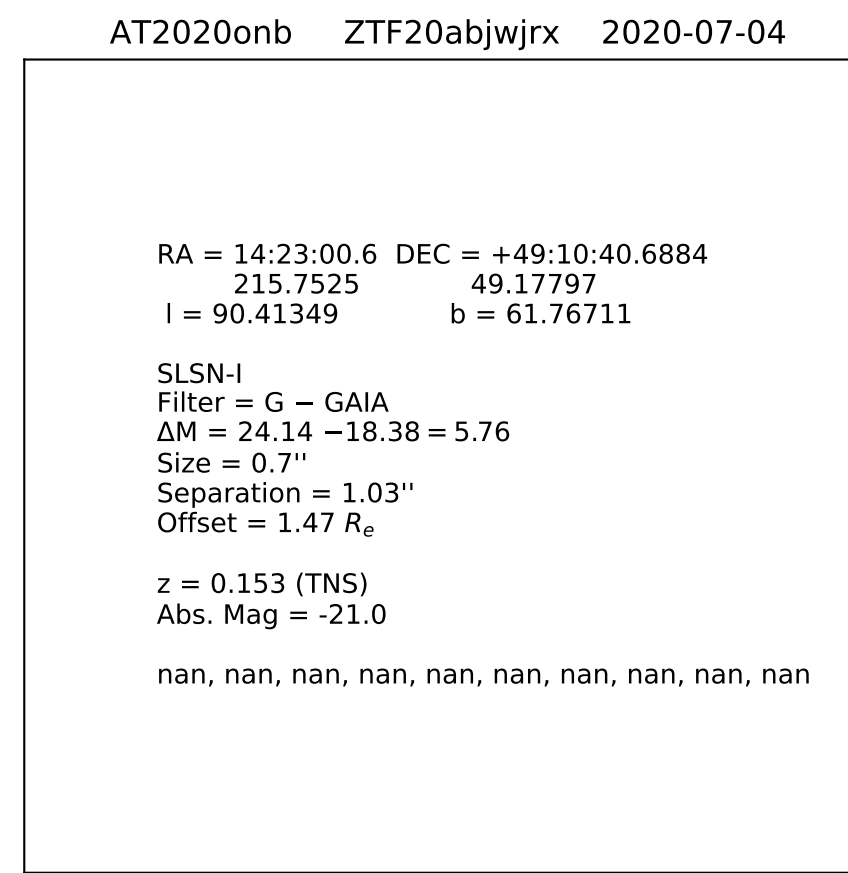 AT2020onb ZTF20abjwjrx 2020-07-04
RA = 14:23:00.6 DEC = +49:10:40.6884
215.7525 49.17797
l = 90.41349 b = 61.76711
SLSN-I
Filter = G − GAIA
ΔM = 24.14 −18.38 = 5.76
Size = 0.7''
Separation = 1.03''
Offset = 1.47 Re
z = 0.153 (TNS)
Abs. Mag = -21.0
nan, nan, nan, nan, nan, nan, nan, nan, nan, nan